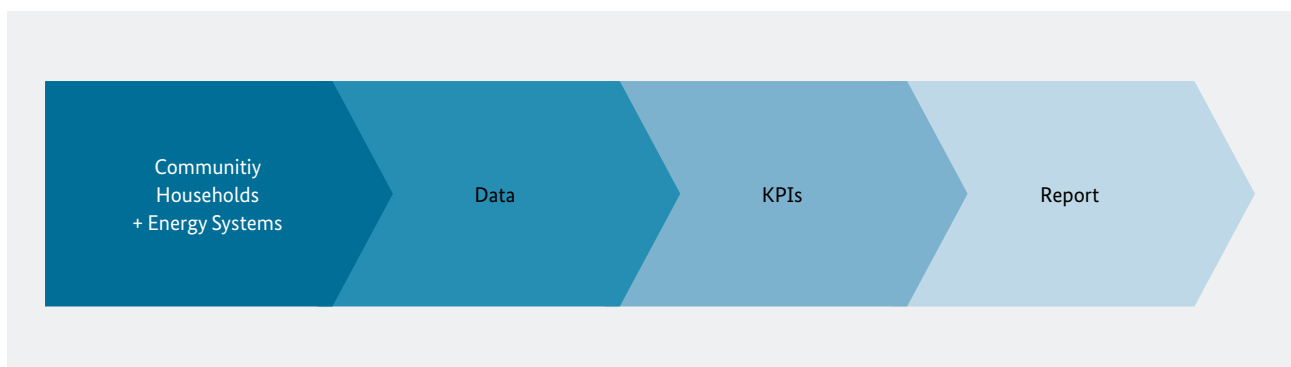 Communitiy
Households
+ Energy Systems
Data
KPIs
Report